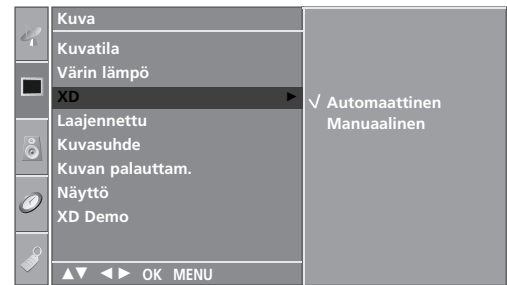 Kuva
Kuvatila
Värin lämpö
XD ►
Laajennettu
Kuvasuhde
Kuvan palauttam.
Näyttö
XD Demo
√ Automaattinen
Manuaalinen
▲▼ ◄► OK MENU